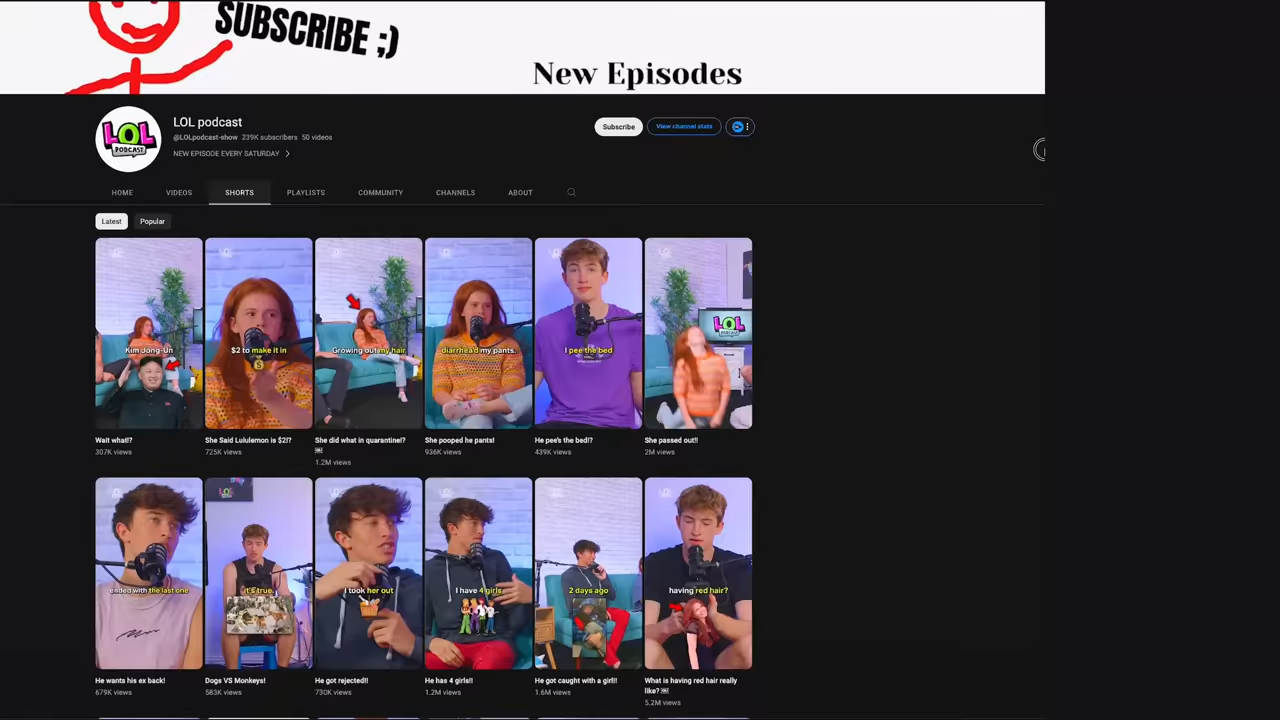 SUBSCRIBE ;)
New Episodes
LOL PODCAST
LOL podcast
@LOLpodcast-show 239K subscribers 50 videos
NEW EPISODE EVERY SATURDAY
Subscribe
View channel stats
HOME VIDEOS SHORTS PLAYLISTS COMMUNITY CHANNELS ABOUT
Latest Popular
LOL PODCAST
Kim Jong-Un
$2 to make it in
Growing out my hair
diarrhea'd my pants.
I pee the bed
Wait what!?
She Said Lululemon is $2!?
She did what in quarantine!?
She pooped he pants!
He pee's the bed!?
She passed out!!
307K views
725K views
1.2M views
936K views
439K views
2M views
LOL
ended with the last one
it's true.
I took her out
I have 4 girls
2 days ago
having red hair?
He wants his ex back!
Dogs VS Monkeys!
He got rejected!!
He has 4 girls!!
He got caught with a girl!!
What is having red hair really
like?
679K views
583K views
730K views
1.2M views
1.6M views
5.2M views